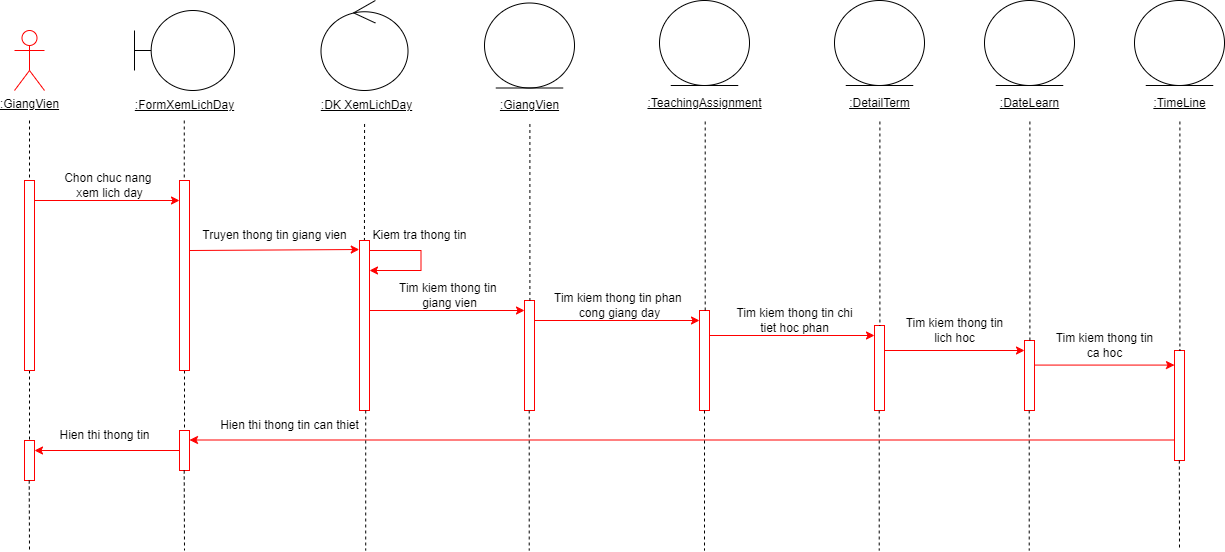 :GiangVien
:FormXemLichDay
:DK XemLichDay
:GiangVien
:TeachingAssignment
:DetailTerm
:DateLearn
:TimeLine
Chon chuc nang
xem lich day
Truyen thong tin giang vien
Kiem tra thong tin
Tim kiem thong tin
giang vien
Tim kiem thong tin phan
cong giang day
Tim kiem thong tin chi
tiet hoc phan
Tim kiem thong tin
lich hoc
Tim kiem thong tin
ca hoc
Hien thi thong tin can thiet
Hien thi thong tin